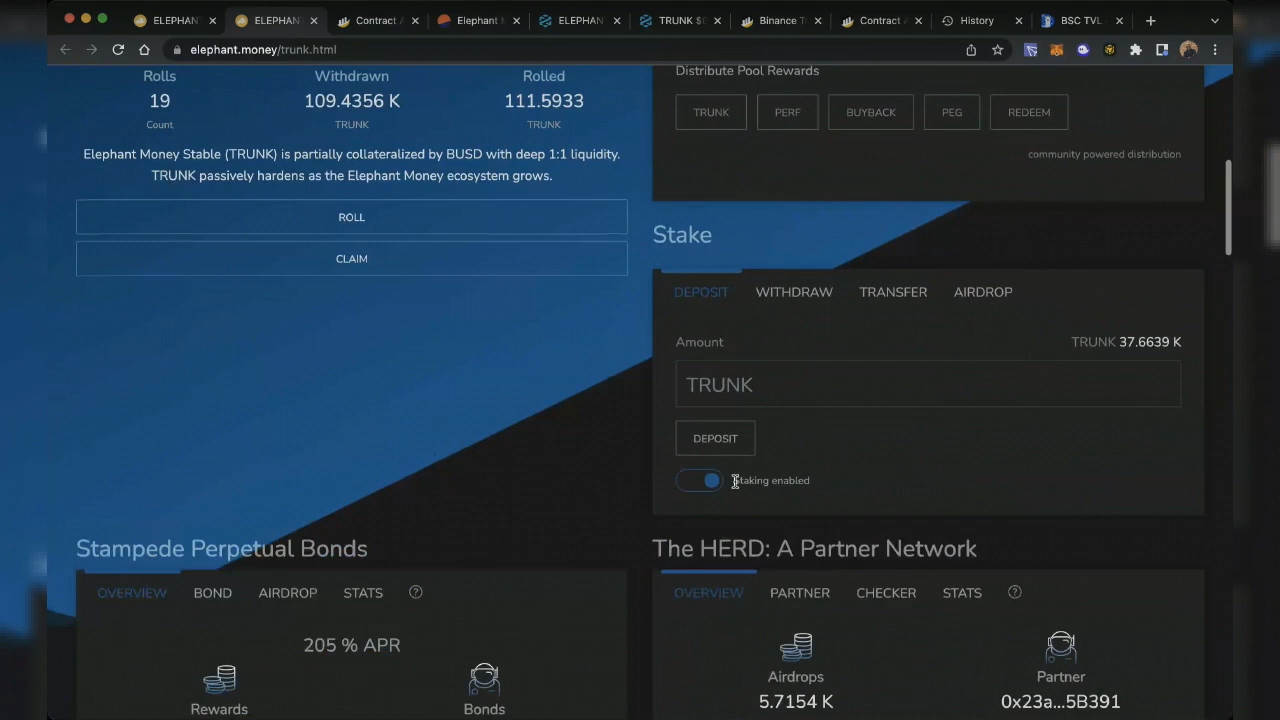 ELEPHAN
ELEPHAN
Contract A
Elephant M
ELEPHAN
TRUNK $
Binance T
Contract A
History
BSC TVL
elephant.money/trunk.html
Rolls
Withdrawn
Rolled
19
109.4356 K
111.5933
Count
TRUNK
TRUNK
Elephant Money Stable (TRUNK) is partially collateralized by BUSD with deep 1:1 liquidity.
TRUNK passively hardens as the Elephant Money ecosystem grows.
ROLL
CLAIM
Distribute Pool Rewards
TRUNK
PERF
BUYBACK
PEG
REDEEM
community powered distribution
Stake
DEPOSIT
WITHDRAW
TRANSFER
AIRDROP
Amount
TRUNK 37.6639 K
TRUNK
DEPOSIT
Staking enabled
Stampede Perpetual Bonds
OVERVIEW
BOND
AIRDROP
STATS
205 % APR
Rewards
Bonds
The HERD: A Partner Network
OVERVIEW
PARTNER
CHECKER
STATS
Airdrops
Partner
5.7154 K
0x23a...5B391